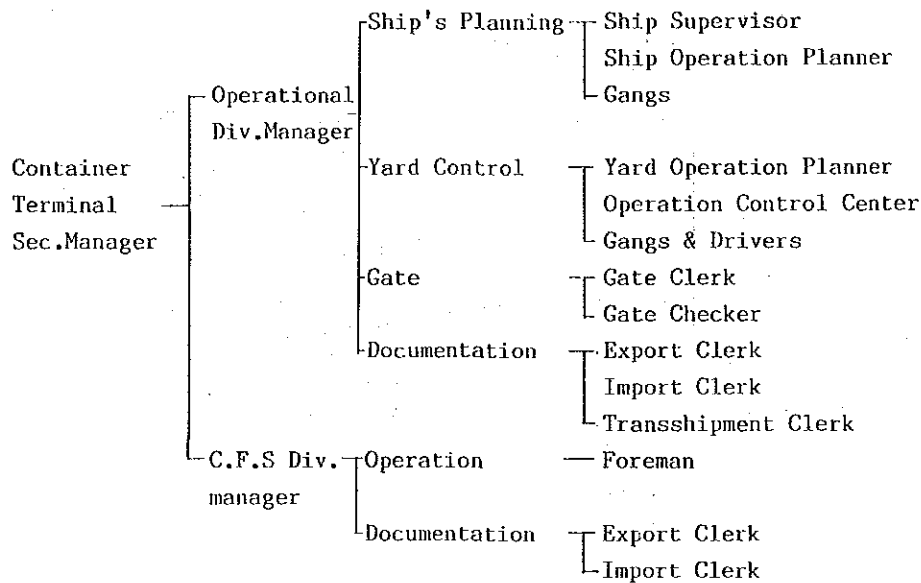 Ship's Planning
Ship Supervisor
Ship Operation Planner
Operational
Gangs
Div.Manager
Container
Yard Control
Yard Operation Planner
Terminal
Operation Control Center
Sec.Manager
Gangs & Drivers
Gate
Gate Clerk
Gate Checker
Documentation
Export Clerk
Import Clerk
Transshipment Clerk
C.F.S Div.
Operation
Foreman
manager
Documentation
Export Clerk
Import Clerk